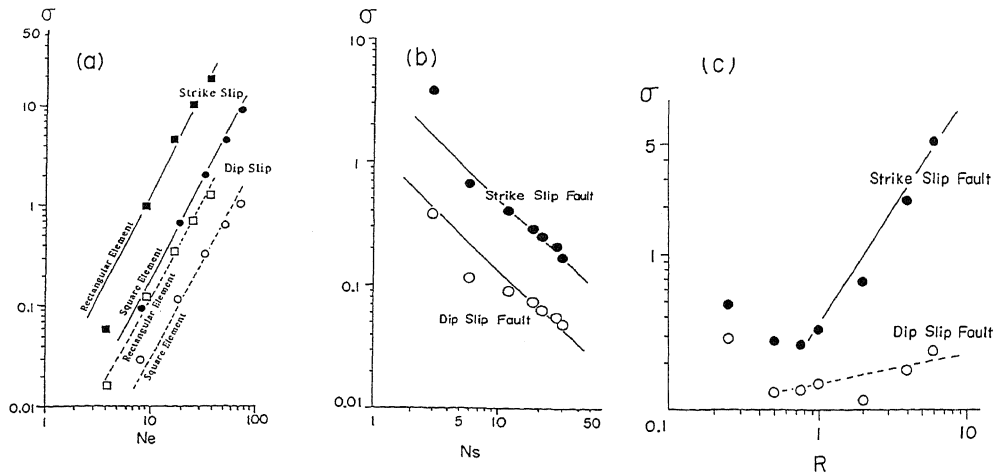 σ
50
(a)
Strike Slip
10
Dip Slip
1
Rectangular Element
Square Element
Rectangular Element
Square Element
0.1
0.01
1
10
100
Ne
σ
10
(b)
1
Strike Slip Fault
0.1
Dip Slip Fault
0.01
1
5
10
50
Ns
(c)
σ
5
Strike Slip Fault
1
Dip Slip Fault
0.1
1
10
R